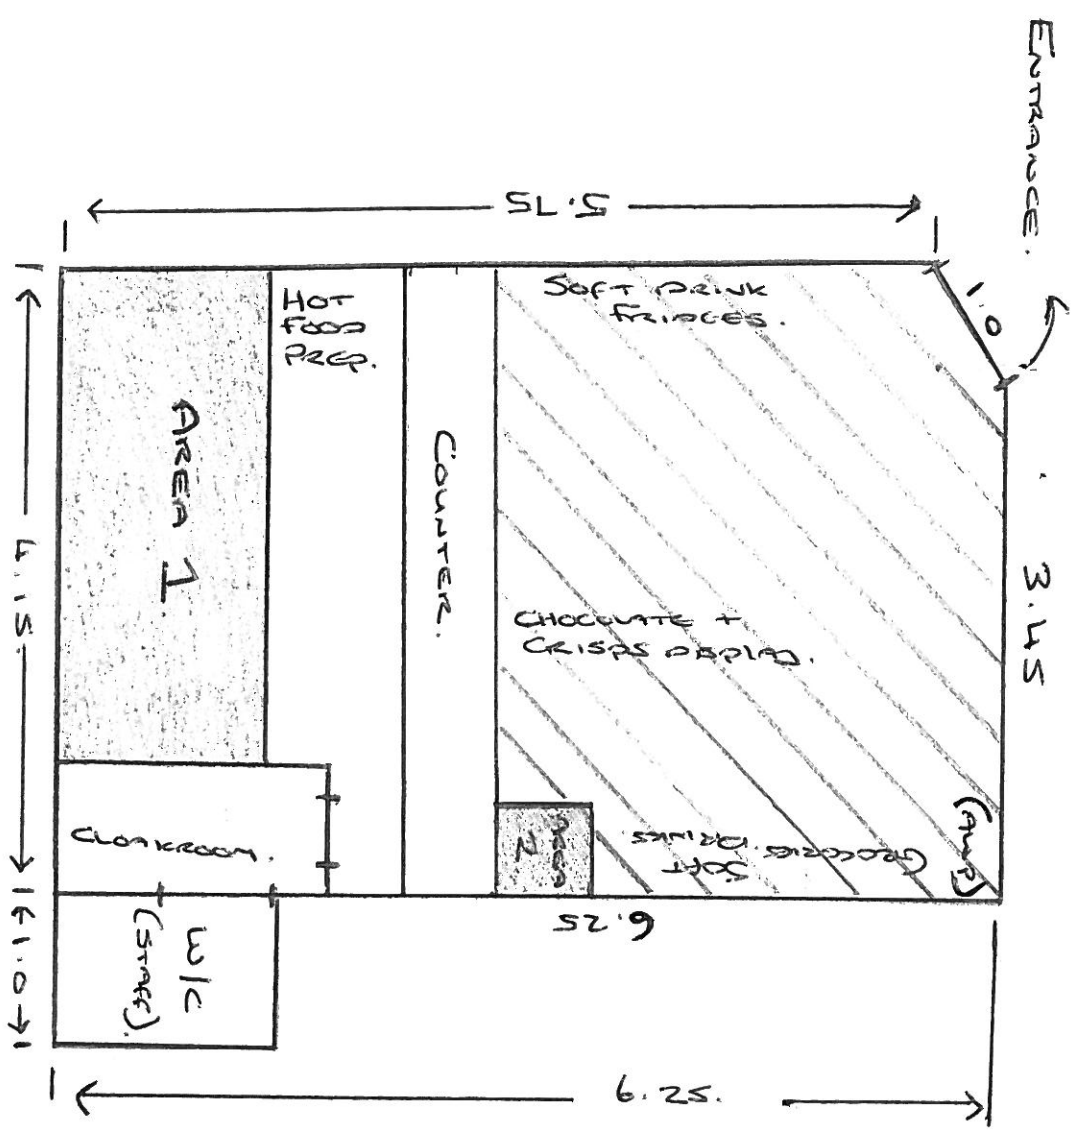 ENTRANCE.
5.75
1.0
SOFT DRINK
FRIDGES.
HOT
FOOD
PREP.
AREA 1
COUNTER.
3.45
CHOCOLATE +
CRISPS DISPLAY.
4.15.
CLOAKROOM.
AREA
2
GROCERIES.
SOFT
DRINKS.
6.25
W/C
(STAFF).
1.0
6.25.